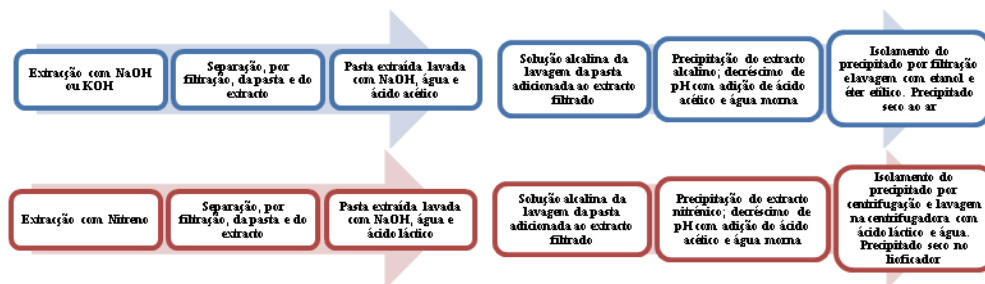 Extracção com NaOH
ou KOH
Separação, por
filtração, da pasta e do
extracto
Pasta extraída lavada
com NaOH, água e
ácido acético
Solução alcalina da
lavagem da pasta
adicionada ao extracto
filtrado
Precipitação do extracto
alcalino; decréscimo de
pH com adição de ácido
acético e água morna
Isolamento do
precipitado por filtração
e lavagem com etanol e
éter etílico. Precipitado
seco ao ar
Extracção com Nitreno
Separação, por
filtração, da pasta e do
extracto
Pasta extraída lavada
com NaOH, água e
ácido láctico
Solução alcalina da
lavagem da pasta
adicionada ao extracto
filtrado
Precipitação do extracto
nitrénico; decréscimo de
pH com adição do ácido
acético e água morna
Isolamento do
precipitado por
centrifugação e lavagem
na centrifugadora com
ácido láctico e água.
Precipitado seco no
liofilicador